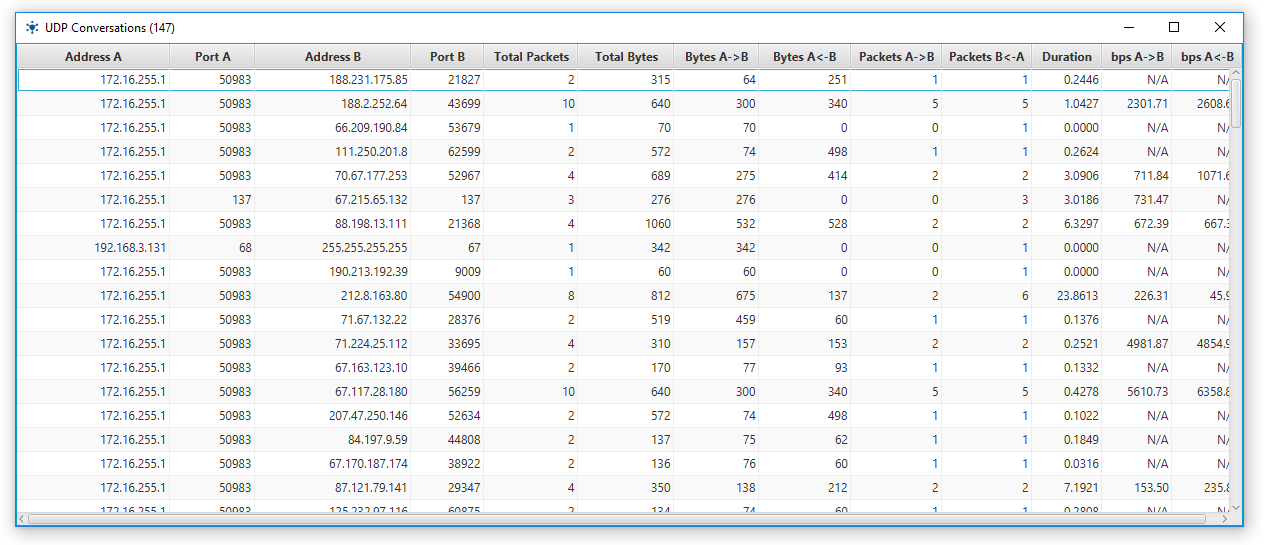 UDP Conversations (147)
Address A Port A Address B Port B Total Packets Total Bytes Bytes A->B Bytes A<-B Packets A->B Packets B<-A Duration bps A->B bps A<-B
172.16.255.1 50983 188.231.175.85 21827 2 315 64 251 1 1 0.2446 N/A N/
172.16.255.1 50983 188.2.252.64 43699 10 640 300 340 5 5 1.0427 2301.71 2608.6
172.16.255.1 50983 66.209.190.84 53679 1 70 70 0 0 1 0.0000 N/A N/
172.16.255.1 50983 111.250.201.8 62599 2 572 74 498 1 1 0.2624 N/A N/
172.16.255.1 50983 70.67.177.253 52967 4 689 275 414 2 2 3.0906 711.84 1071.6
172.16.255.1 137 67.215.65.132 137 3 276 276 0 0 3 3.0186 731.47 N/
172.16.255.1 50983 88.198.13.111 21368 4 1060 532 528 2 2 6.3297 672.39 667.3
192.168.3.131 68 255.255.255.255 67 1 342 342 0 0 1 0.0000 N/A N/
172.16.255.1 50983 190.213.192.39 9009 1 60 60 0 0 1 0.0000 N/A N/
172.16.255.1 50983 212.8.163.80 54900 8 812 675 137 2 6 23.8613 226.31 45.9
172.16.255.1 50983 71.67.132.22 28376 2 519 459 60 1 1 0.1376 N/A N/
172.16.255.1 50983 71.224.25.112 33695 4 310 157 153 2 2 0.2521 4981.87 4854.9
172.16.255.1 50983 67.163.123.10 39466 2 170 77 93 1 1 0.1332 N/A N/
172.16.255.1 50983 67.117.28.180 56259 10 640 300 340 5 5 0.4278 5610.73 6358.8
172.16.255.1 50983 207.47.250.146 52634 2 572 74 498 1 1 0.1022 N/A N/
172.16.255.1 50983 84.197.9.59 44808 2 137 75 62 1 1 0.1849 N/A N/
172.16.255.1 50983 67.170.187.174 38922 2 136 76 60 1 1 0.0316 N/A N/
172.16.255.1 50983 87.121.79.141 29347 4 350 138 212 2 2 7.1921 153.50 235.8
172.16.255.1 50983 125.232.97.116 60875 2 134 74 60 1 1 0.2808 N/A N/